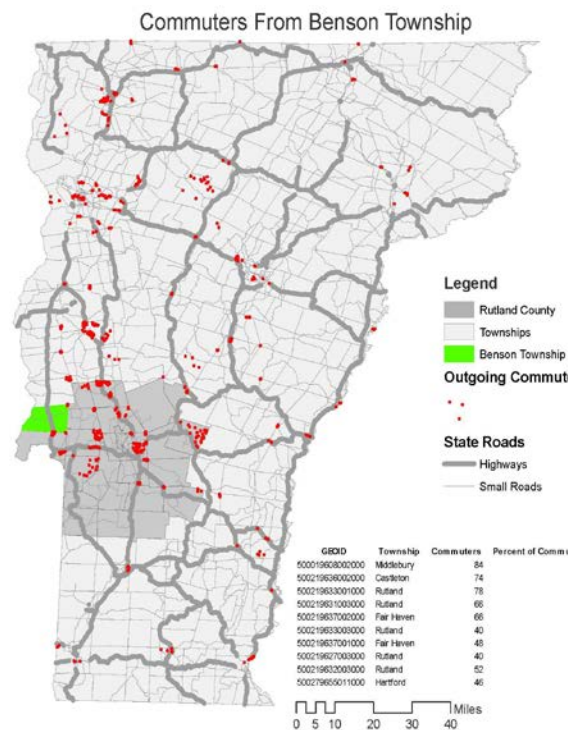 Commuters From Benson Township
Legend
Rutland County
Townships
Benson Township
Outgoing Commute
State Roads
Highways
Small Roads
GEOID Township Commuters Percent of Commu
500019608002000 Middlebury 84
500219636002000 Castleton 74
500219633001000 Rutland 78
500219631003000 Rutland 66
500219637002000 Fair Haven 66
500219633003000 Rutland 40
500219637001000 Fair Haven 48
500219627003000 Rutland 40
500219632003000 Rutland 52
500279655011000 Hartford 46
Miles
0 5 10 20 30 40